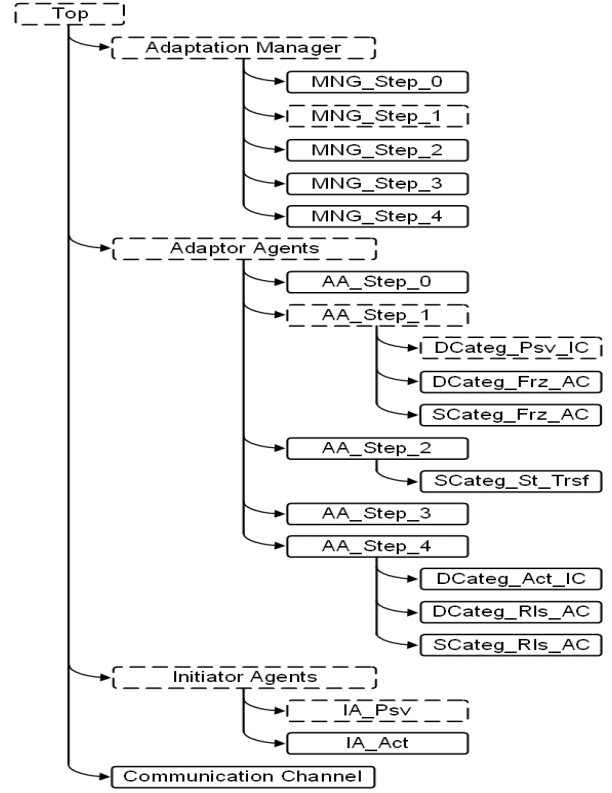 Top
Adaptation Manager
MNG_Step_0
MNG_Step_1
MNG_Step_2
MNG_Step_3
MNG_Step_4
Adaptor Agents
AA_Step_0
AA_Step_1
DCateg_Psv_IC
DCateg_Frz_AC
SCateg_Frz_AC
AA_Step_2
SCateg_St_Trsf
AA_Step_3
AA_Step_4
DCateg_Act_IC
DCateg_Rls_AC
SCateg_Rls_AC
Initiator Agents
IA_Psv
IA_Act
Communication Channel